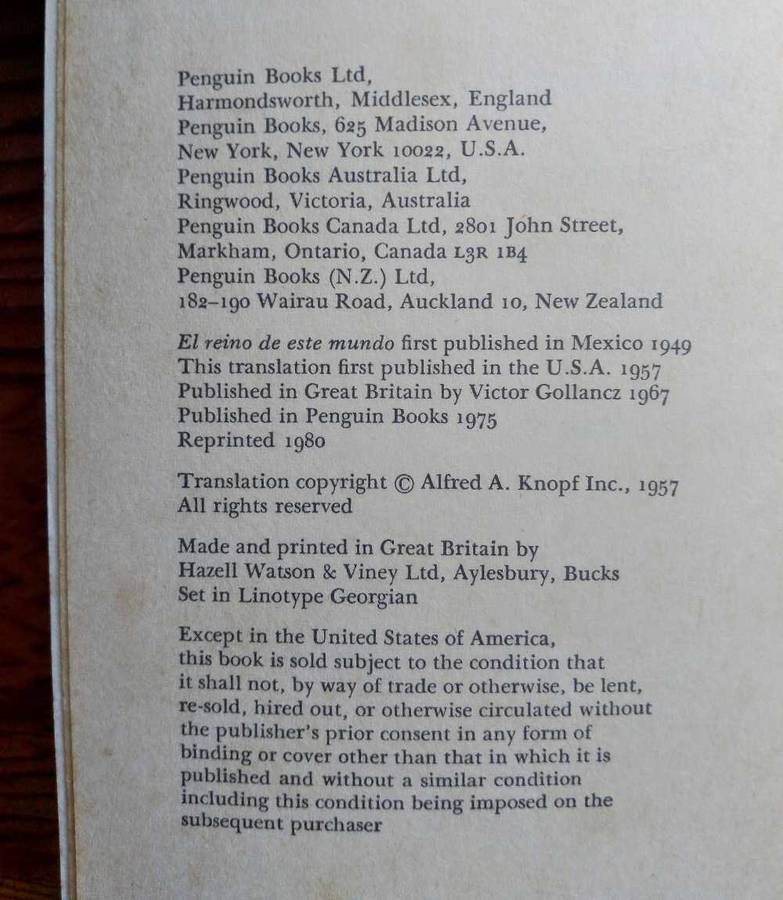 Penguin Books Ltd,
Harmondsworth, Middlesex, England
Penguin Books, 625 Madison Avenue,
New York, New York 10022, U.S.A.
Penguin Books Australia Ltd,
Ringwood, Victoria, Australia
Penguin Books Canada Ltd, 2801 John Street,
Markham, Ontario, Canada L3R 1B4
Penguin Books (N.Z.) Ltd,
182–190 Wairau Road, Auckland 10, New Zealand
El reino de este mundo first published in Mexico 1949
This translation first published in the U.S.A. 1957
Published in Great Britain by Victor Gollancz 1967
Published in Penguin Books 1975
Reprinted 1980
Translation copyright © Alfred A. Knopf Inc., 1957
All rights reserved
Made and printed in Great Britain by
Hazell Watson & Viney Ltd, Aylesbury, Bucks
Set in Linotype Georgian
Except in the United States of America,
this book is sold subject to the condition that
it shall not, by way of trade or otherwise, be lent,
re-sold, hired out, or otherwise circulated without
the publisher's prior consent in any form of
binding or cover other than that in which it is
published and without a similar condition
including this condition being imposed on the
subsequent purchaser